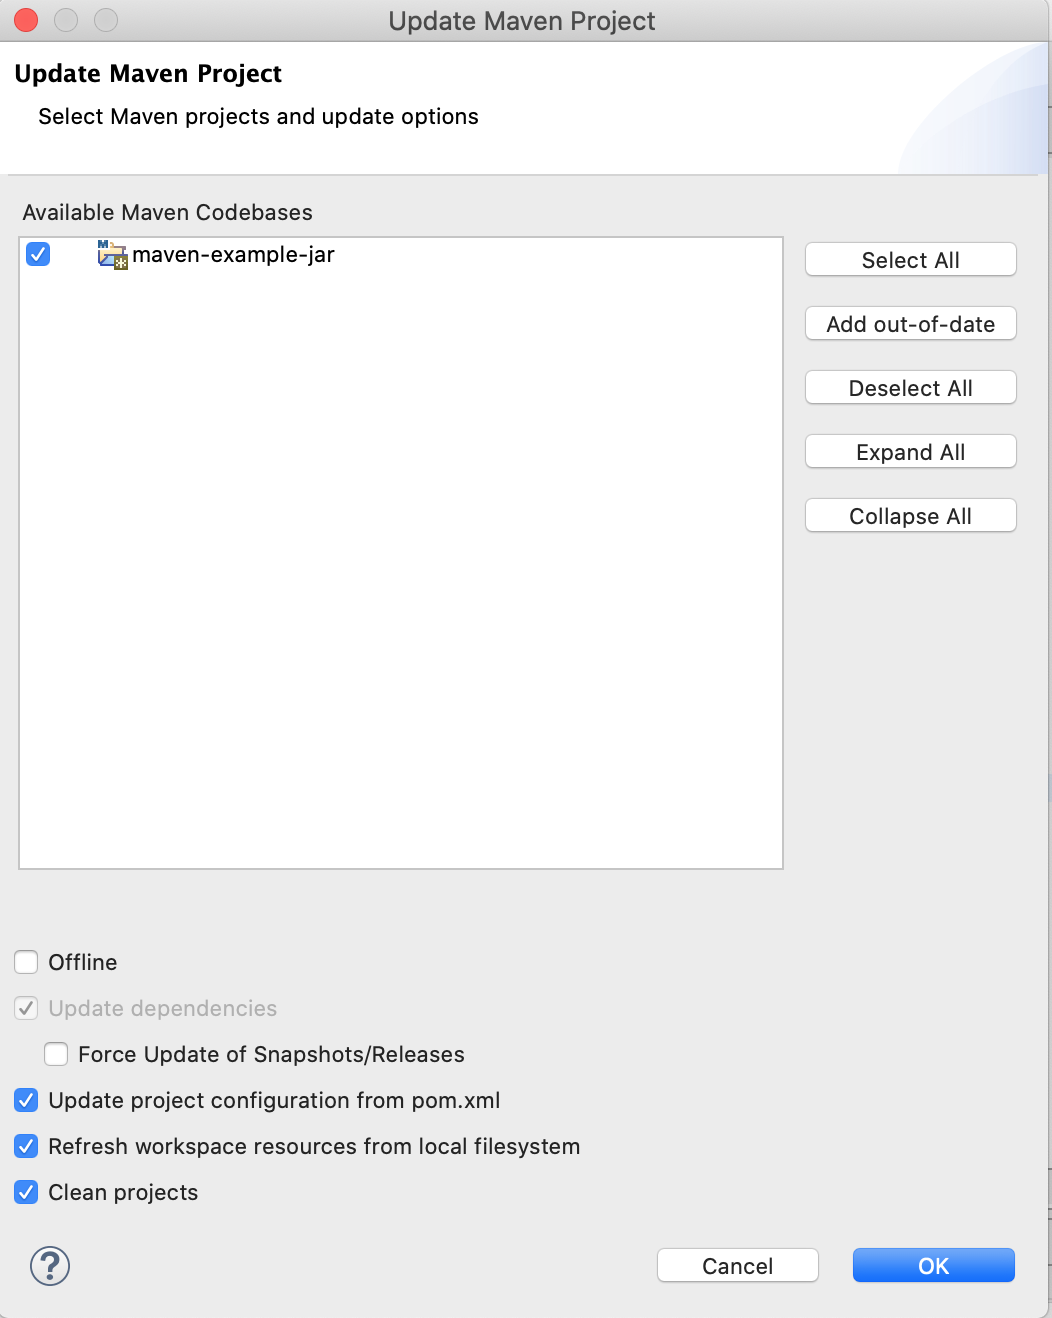 Update Maven Project
Update Maven Project
Select Maven projects and update options
Available Maven Codebases
maven-example-jar
Select All
Add out-of-date
Deselect All
Expand All
Collapse All
Offline
Update dependencies
Force Update of Snapshots/Releases
Update project configuration from pom.xml
Refresh workspace resources from local filesystem
Clean projects
?
Cancel
OK